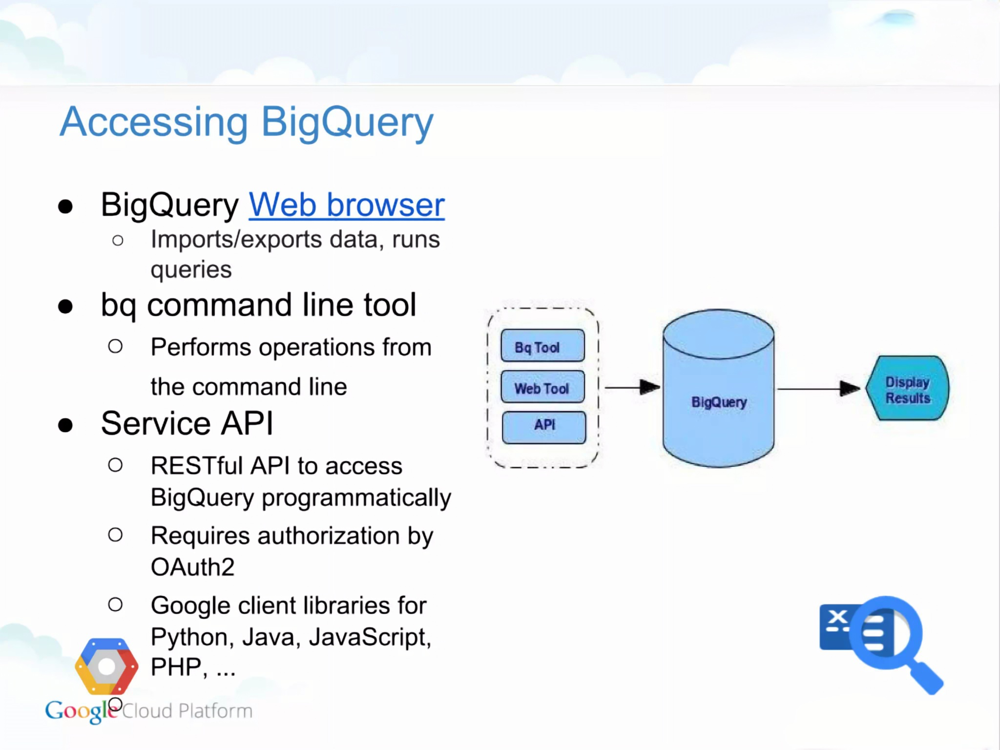 Accessing BigQuery
● BigQuery Web browser
○ Imports/exports data, runs
queries
● bq command line tool
○ Performs operations from
the command line
● Service API
○ RESTful API to access
BigQuery programmatically
○ Requires authorization by
OAuth2
○ Google client libraries for
Python, Java, JavaScript,
PHP, ...
○
Bq Tool
Web Tool
API
BigQuery
Display
Results
Google Cloud Platform